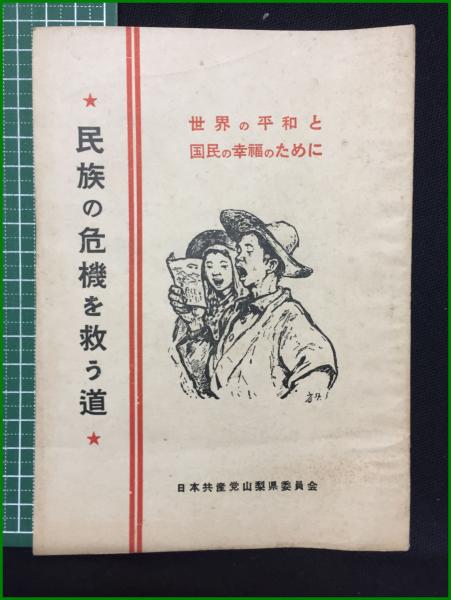 ★民族の危機を救う道★
世界の平和と
国民の幸福のために
日本共産党山梨県委員会